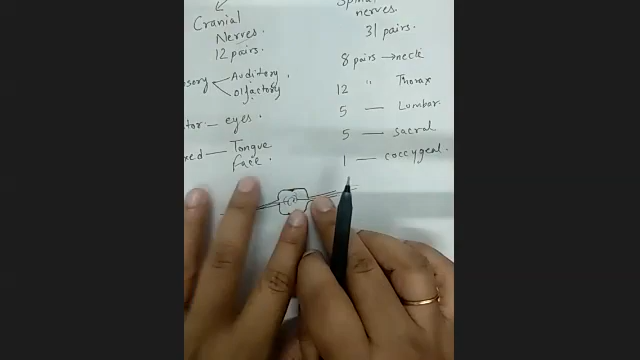 Cranial
Nerves.
12 pairs.
Auditory.
Olfactory
eyes.
Tongue
face.
nerves.
31 pairs.
8 pairs → neck
12 " Thorax
5 — Lumbar
5 — sacral
1 — coccygeal.